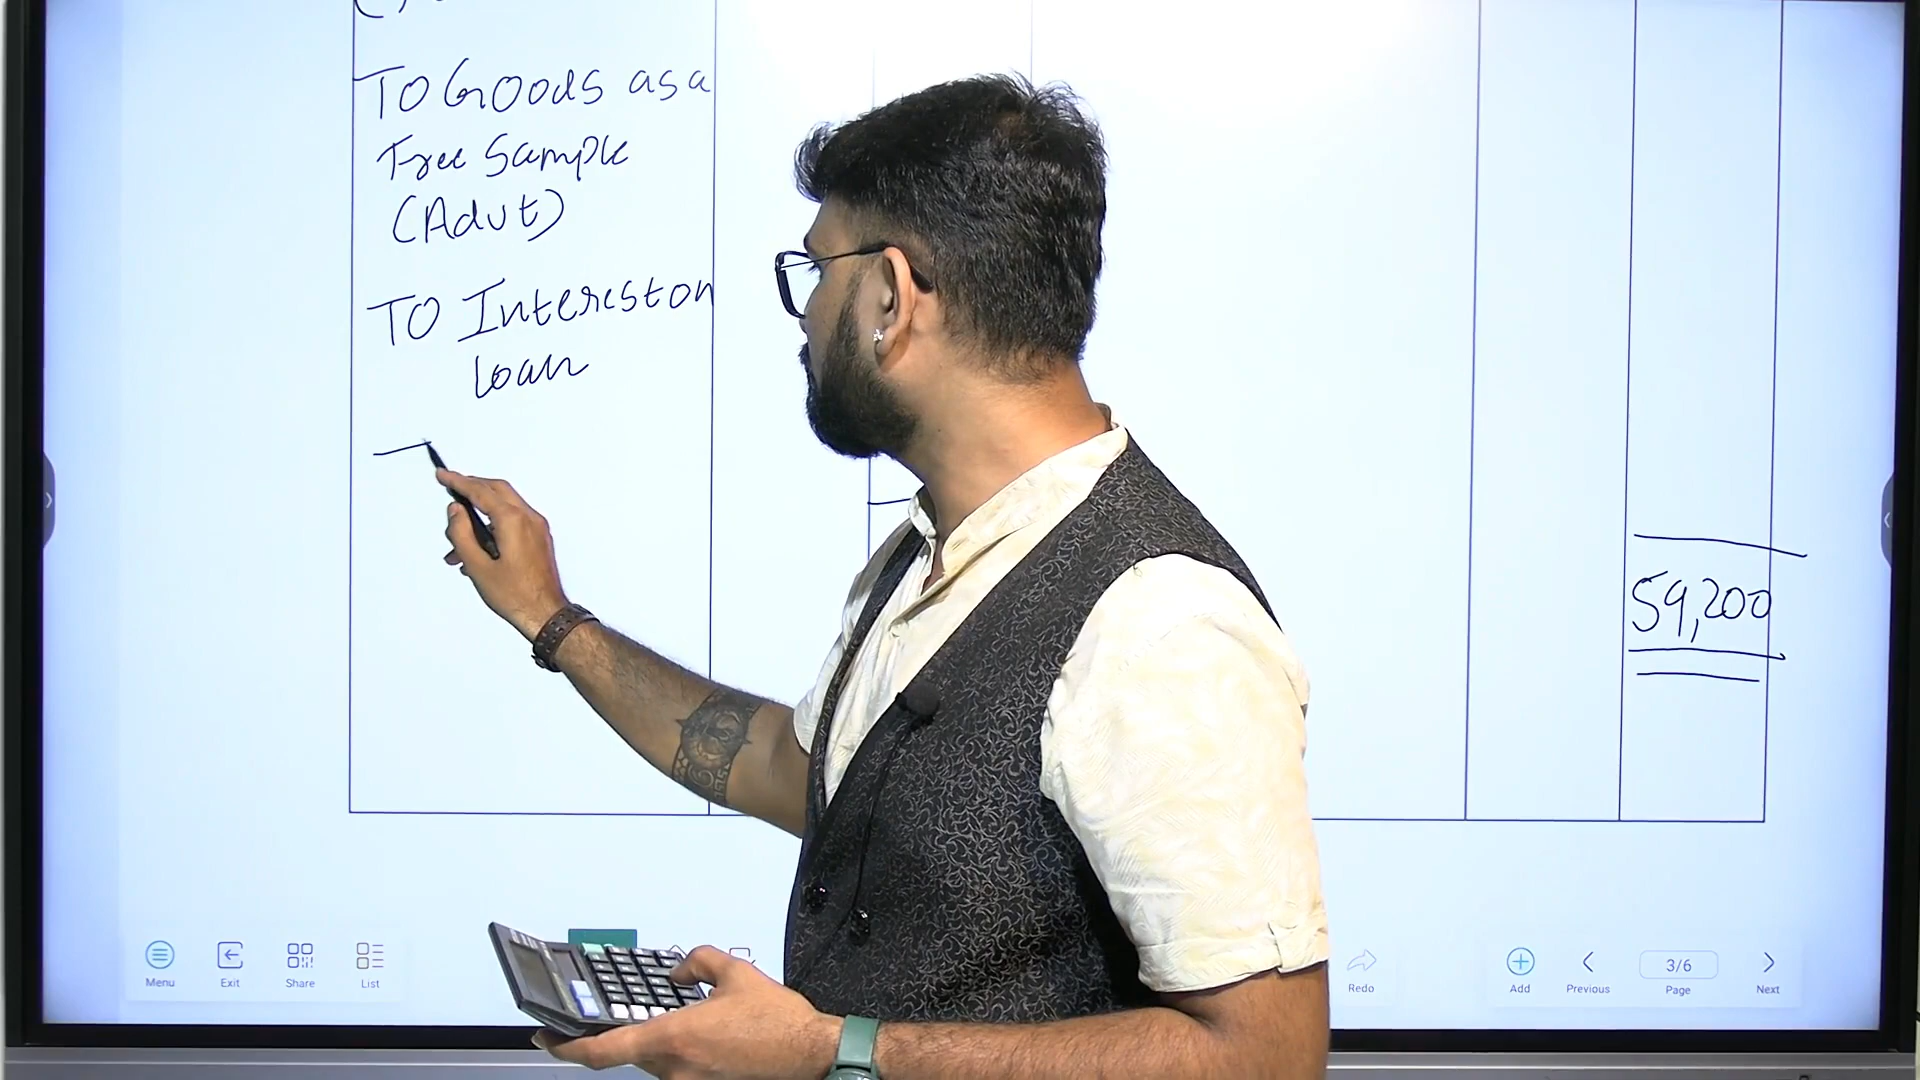 TO Goods as a
Free Sample
(Advt)
TO Interest on
loan
59,200
Menu
Exit
Share
List
Redo
Add
Previous
3/6
Page
Next